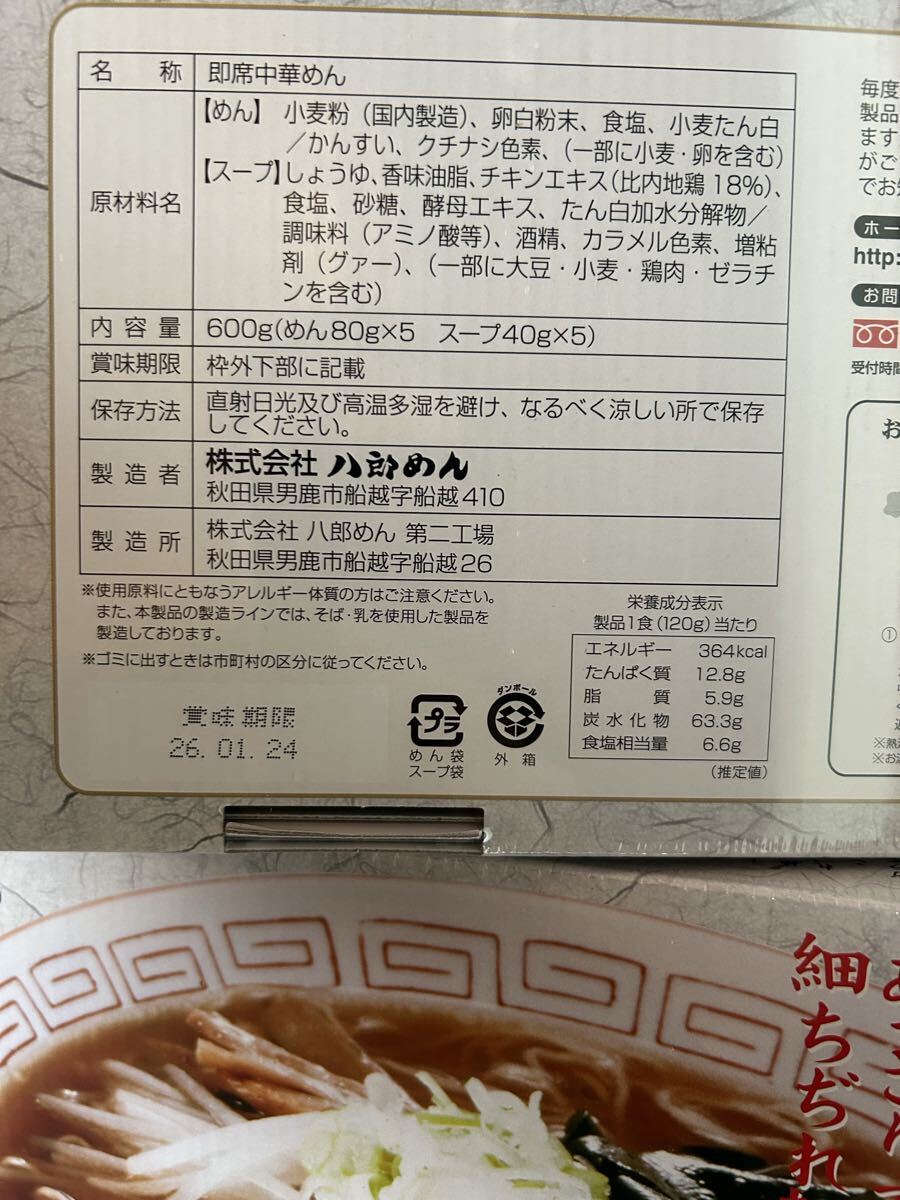 名称 即席中華めん
原材料名
【めん】 小麦粉(国内製造)、卵白粉末、食塩、小麦たん白
/かんすい、クチナシ色素、(一部に小麦・卵を含む)
【スープ】しょうゆ、香味油脂、チキンエキス(比内地鶏18%)、
食塩、砂糖、酵母エキス、たん白加水分解物/
調味料(アミノ酸等)、酒精、カラメル色素、増粘
剤(グァー)、(一部に大豆・小麦・鶏肉・ゼラチ
ンを含む)
内容量 600g(めん80g×5 スープ40g×5)
賞味期限 枠外下部に記載
保存方法 直射日光及び高温多湿を避け、なるべく涼しい所で保存
してください。
製造者 株式会社 八郎めん
秋田県男鹿市船越字船越410
製造所 株式会社 八郎めん 第二工場
秋田県男鹿市船越字船越26
※使用原料にともなうアレルギー体質の方はご注意ください。
また、本製品の製造ラインでは、そば・乳を使用した製品を
製造しております。
※ゴミに出すときは市町村の区分に従ってください。
賞味期限
26.01.24
プラ
めん袋
スープ袋
ダンボール
外箱
栄養成分表示
製品1食(120g)当たり
エネルギー 364kcal
たんぱく質 12.8g
脂質 5.9g
炭水化物 63.3g
食塩相当量 6.6g
(推定値)
毎度
製品
ます
がご
でお
ホー
http:
お問
受付時間
お
①
※熱
※お
細ちぢれ